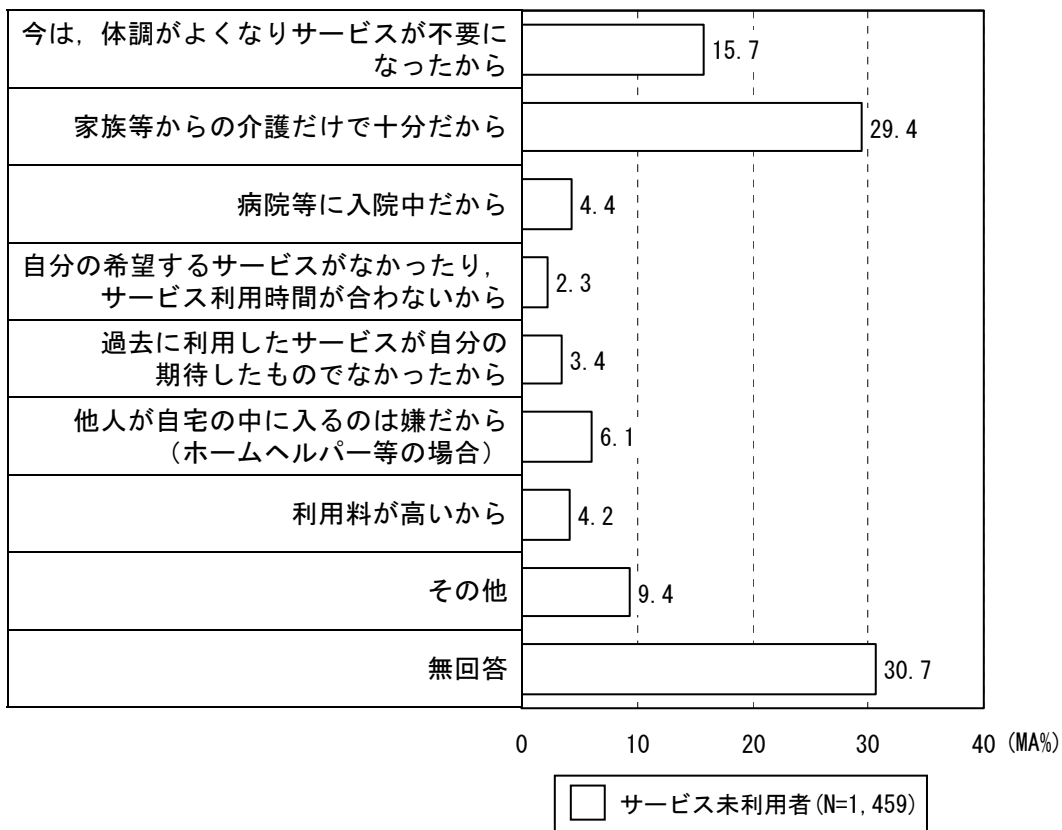 今は，体調がよくなりサービスが不要に
なったから
15.7
家族等からの介護だけで十分だから
29.4
病院等に入院中だから
4.4
自分の希望するサービスがなかったり，
サービス利用時間が合わないから
2.3
過去に利用したサービスが自分の
期待したものでなかったから
3.4
他人が自宅の中に入るのは嫌だから
（ホームヘルパー等の場合）
6.1
利用料が高いから
4.2
その他
9.4
無回答
30.7
0 10 20 30 40 (MA%)
サービス未利用者(N=1,459)